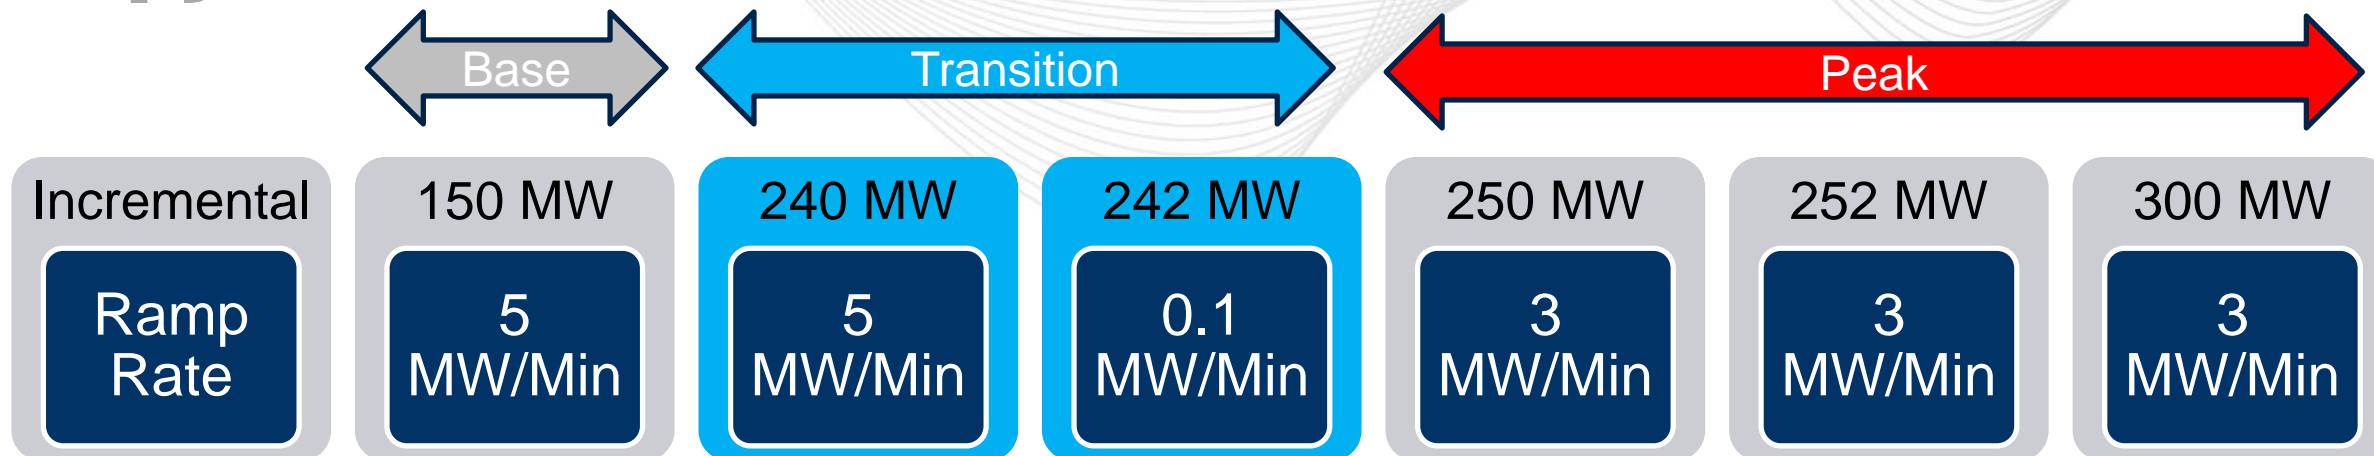 Base
Transition
Peak
Incremental
150 MW
240 MW
242 MW
250 MW
252 MW
300 MW
Ramp
Rate
5
MW/Min
5
MW/Min
0.1
MW/Min
3
MW/Min
3
MW/Min
3
MW/Min